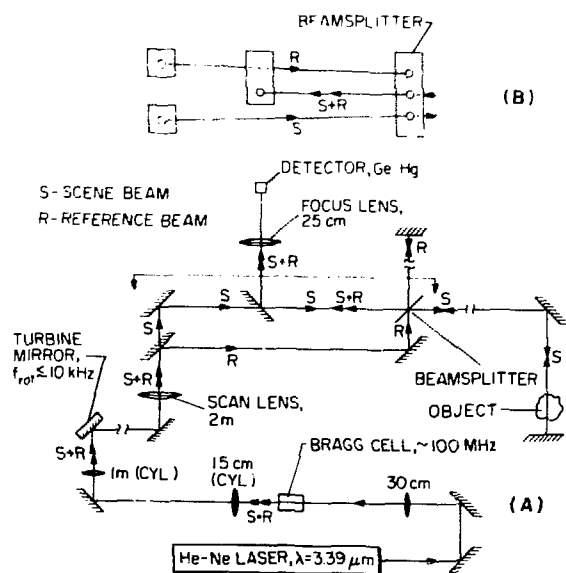 BEAMSPLITTER
R
S+R
S
(B)
DETECTOR, Ge Hg
S-SCENE BEAM
R-REFERENCE BEAM
FOCUS LENS,
25 cm
S+R
R
S
S
S+R
S
S
R
R
S
TURBINE
MIRROR,
frot ≤ 10 kHz
S+R
SCAN LENS,
2m
BEAMSPLITTER
OBJECT
S+R
1m (CYL)
15 cm
(CYL)
S+R
BRAGG CELL, ~100 MHz
30 cm
(A)
He-Ne LASER, λ=3.39 μm